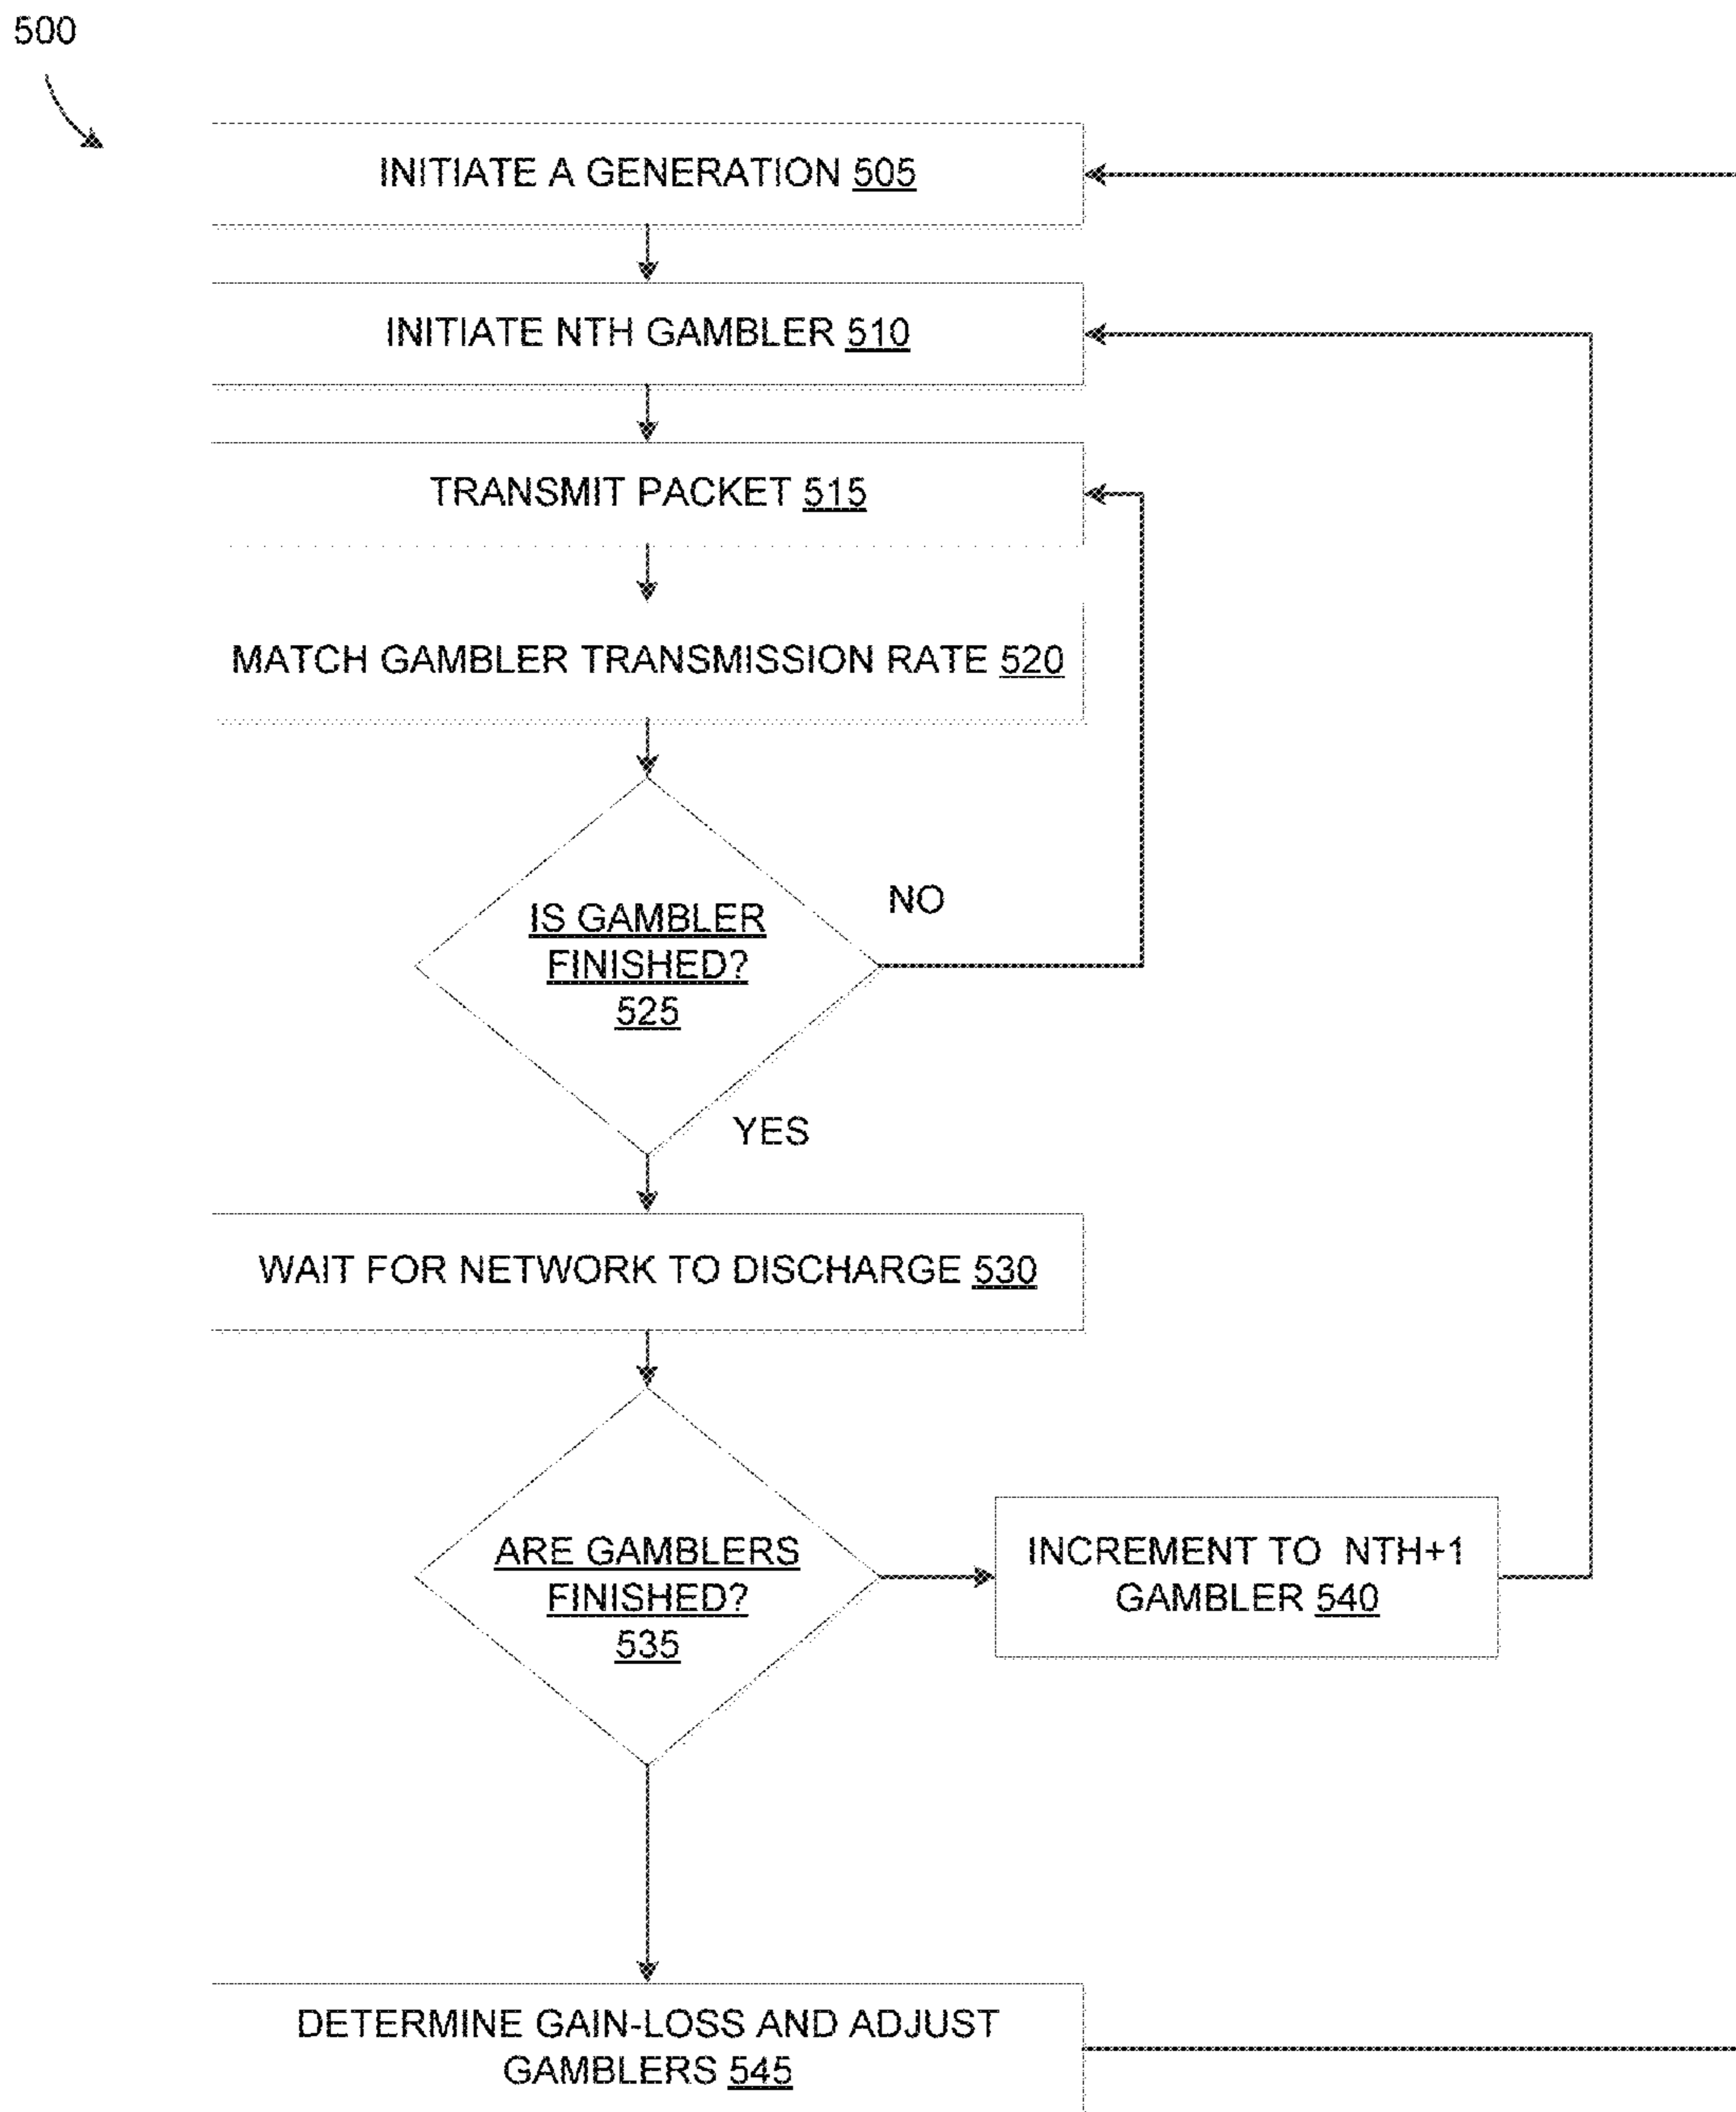 500
INITIATE A GENERATION 505
INITIATE NTH GAMBLER 510
TRANSMIT PACKET 515
MATCH GAMBLER TRANSMISSION RATE 520
IS GAMBLER
FINISHED?
525
NO
YES
WAIT FOR NETWORK TO DISCHARGE 530
ARE GAMBLERS
FINISHED?
535
INCREMENT TO NTH+1
GAMBLER 540
DETERMINE GAIN-LOSS AND ADJUST
GAMBLERS 545